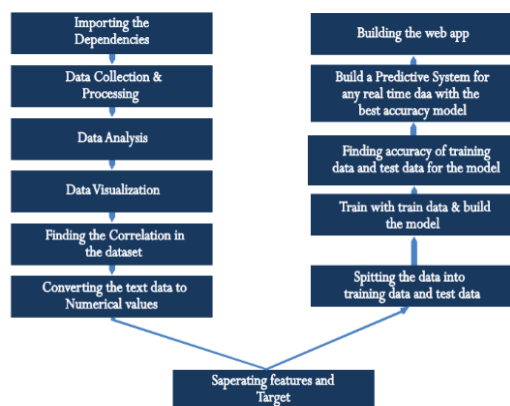 Importing the
Dependencies
Data Collection &
Processing
Data Analysis
Data Visualization
Finding the Correlation in
the dataset
Converting the text data to
Numerical values
Saperating features and
Target
Spitting the data into
training data and test data
Train with train data & build
the model
Finding accuracy of training
data and test data for the model
Build a Predictive System for
any real time daa with the
best accuracy model
Building the web app